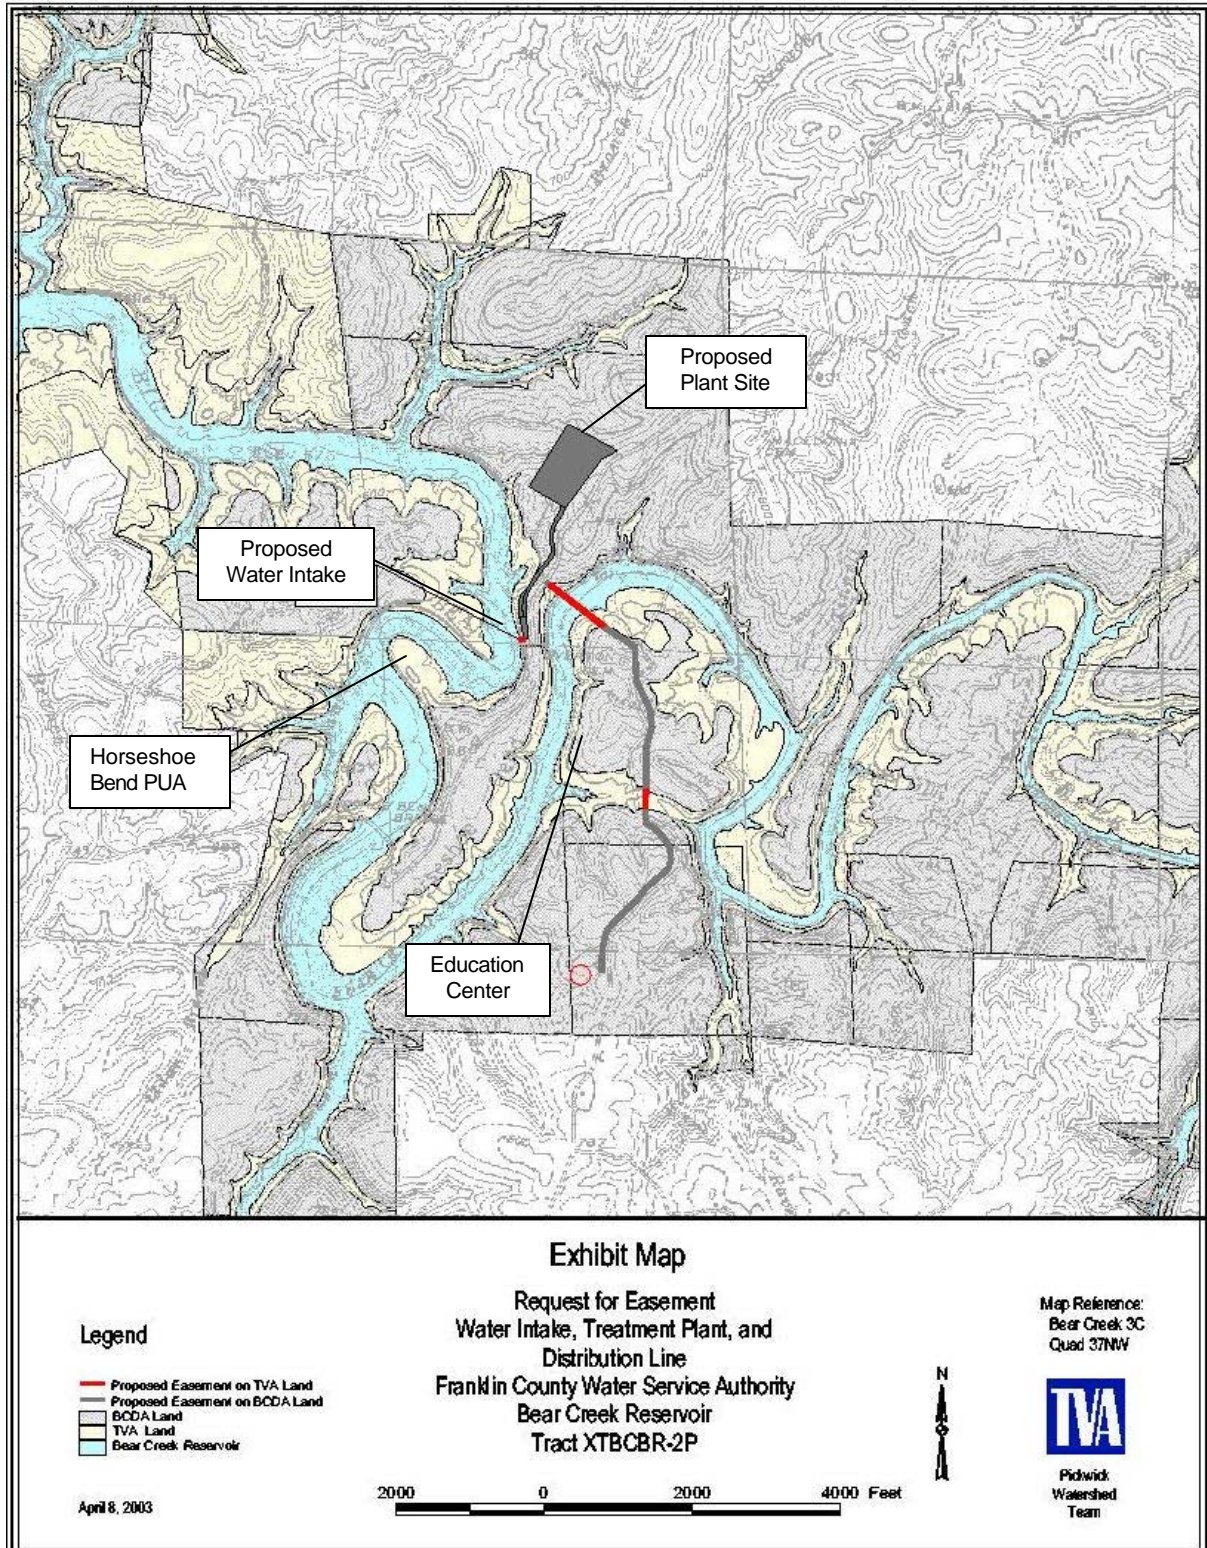 Proposed
Plant Site
Proposed
Water Intake
Horseshoe
Bend PUA
Education
Center
BIG
Exhibit Map
Request for Easement
Water Intake, Treatment Plant, and
Distribution Line
Franklin County Water Service Authority
Bear Creek Reservoir
Tract XTBCBR-2P
Legend
Proposed Easement on TVA Land
Proposed Easement on BCDA Land
BCDA Land
TVA Land
Bear Creek Reservoir
April 8, 2003
2000 0 2000 4000 Feet
N
Map Reference:
Bear Creek 3C
Quad 37NW
TVA
Pickwick
Watershed
Team